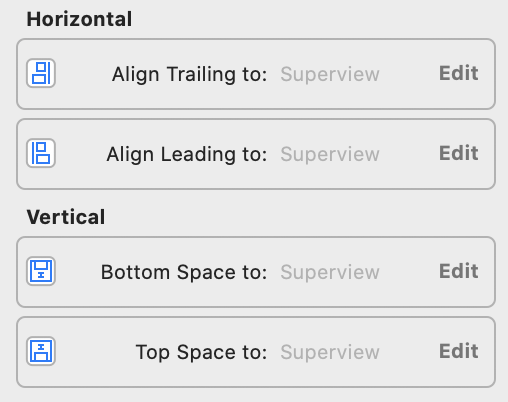 Horizontal
Align Trailing to: Superview Edit
Align Leading to: Superview Edit
Vertical
Bottom Space to: Superview Edit
Top Space to: Superview Edit